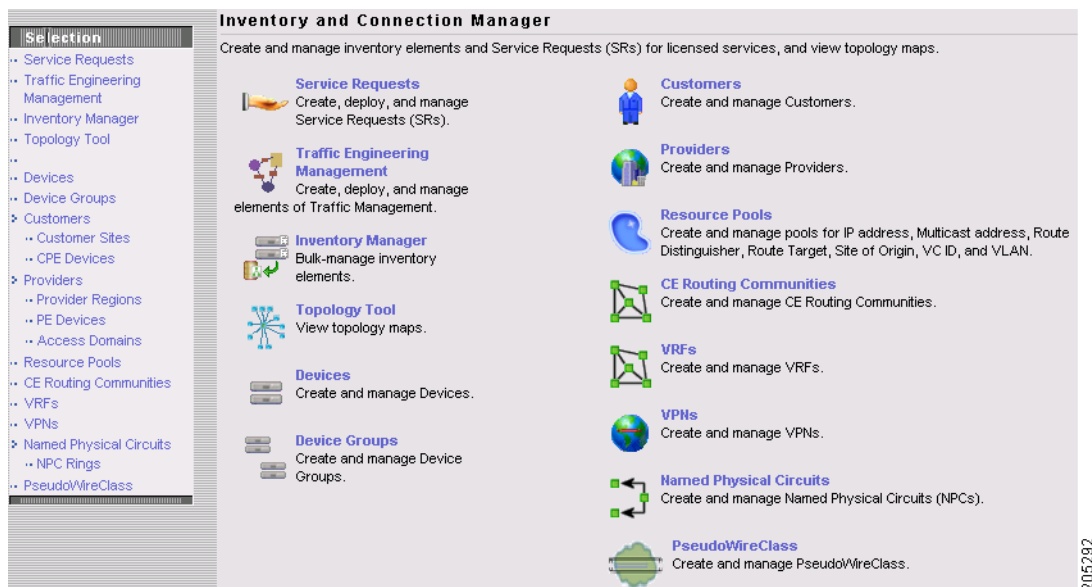 Selection
Service Requests
Traffic Engineering
Management
Inventory Manager
Topology Tool
Devices
Device Groups
Customers
Customer Sites
CPE Devices
Providers
Provider Regions
PE Devices
Access Domains
Resource Pools
CE Routing Communities
VRFs
VPNs
Named Physical Circuits
NPC Rings
PseudoWireClass
Inventory and Connection Manager
Create and manage inventory elements and Service Requests (SRs) for licensed services, and view topology maps.
Service Requests
Create, deploy, and manage
Service Requests (SRs).
Traffic Engineering
Management
Create, deploy, and manage
elements of Traffic Management.
Inventory Manager
Bulk-manage inventory
elements.
Topology Tool
View topology maps.
Devices
Create and manage Devices.
Device Groups
Create and manage Device
Groups.
Customers
Create and manage Customers.
Providers
Create and manage Providers.
Resource Pools
Create and manage pools for IP address, Multicast address, Route
Distinguisher, Route Target, Site of Origin, VC ID, and VLAN.
CE Routing Communities
Create and manage CE Routing Communities.
VRFs
Create and manage VRFs.
VPNs
Create and manage VPNs.
Named Physical Circuits
Create and manage Named Physical Circuits (NPCs).
PseudoWireClass
Create and manage PseudoWireClass.